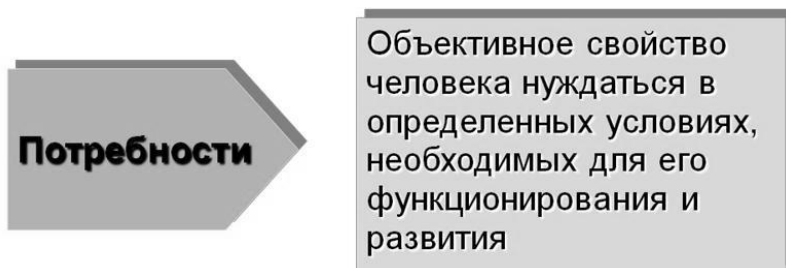 Потребности
Объективное свойство
человека нуждаться в
определенных условиях,
необходимых для его
функционирования и
развития